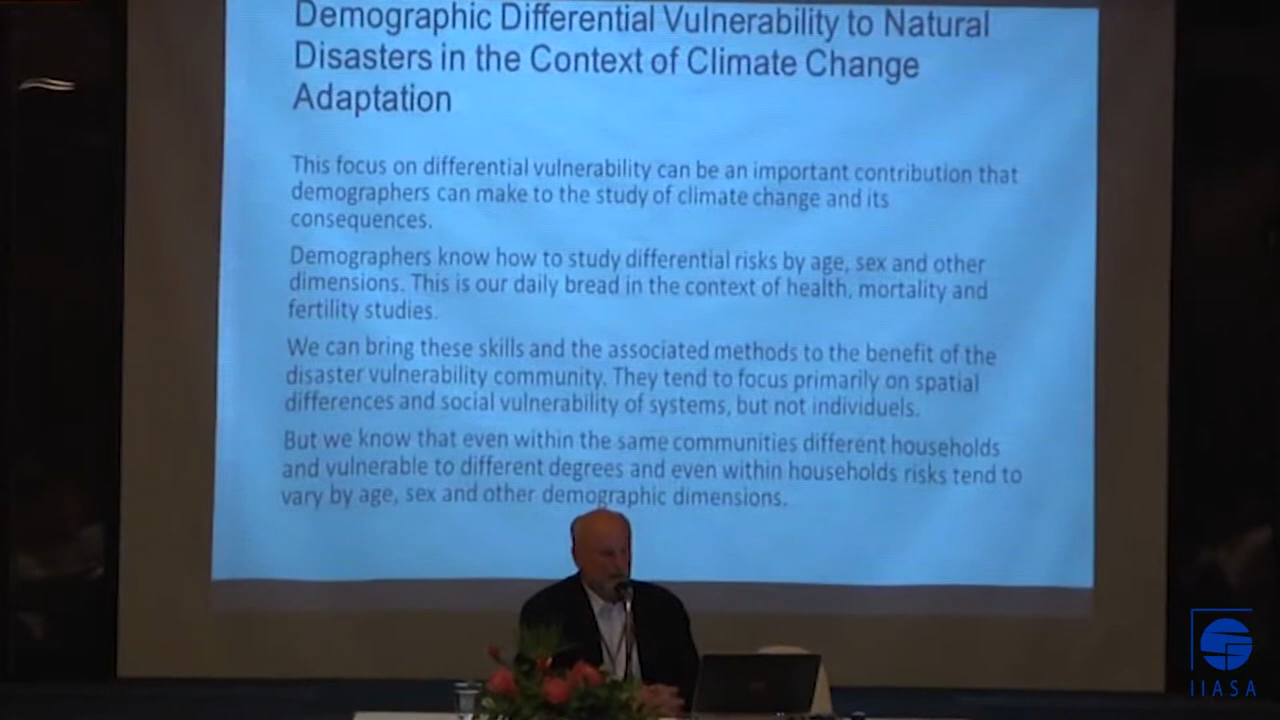 Demographic Differential Vulnerability to Natural
Disasters in the Context of Climate Change
Adaptation
This focus on differential vulnerability can be an important contribution that
demographers can make to the study of climate change and its
consequences.
Demographers know how to study differential risks by age, sex and other
dimensions. This is our daily bread in the context of health, mortality and
fertility studies.
We can bring these skills and the associated methods to the benefit of the
disaster vulnerability community. They tend to focus primarily on spatial
differences and social vulnerability of systems, but not individuels.
But we know that even within the same communities different households
and vulnerable to different degrees and even within households risks tend to
vary by age, sex and other demographic dimensions.
IIASA